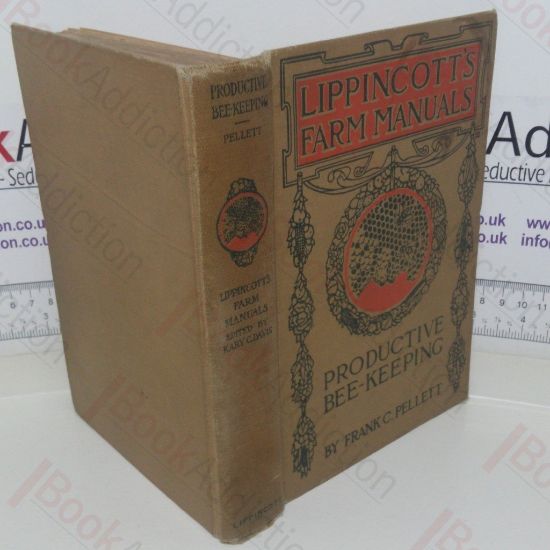 PRODUCTIVE
BEE-KEEPING
PELLETT
LIPPINCOTT'S
FARM
MANUALS
EDITED BY
KARY C. DAVIS
LIPPINCOTT
LIPPINCOTT'S
FARM MANUALS
PRODUCTIVE
BEE-KEEPING
BY FRANK C. PELLETT
BookAddiction